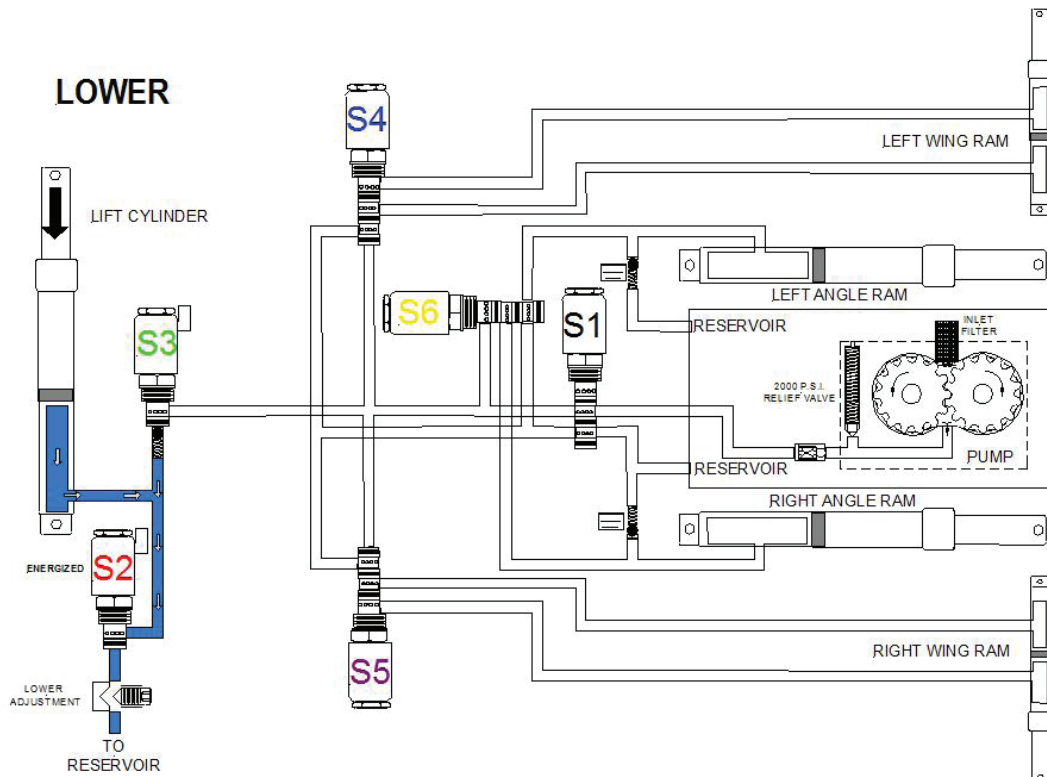 LOWER
S4
LEFT WING RAM
LIFT CYLINDER
S3
S6
S1
LEFT ANGLE RAM
RESERVOIR
INLET
FILTER
2000 P.S.I.
RELIEF VALVE
PUMP
RESERVOIR
RIGHT ANGLE RAM
ENERGIZED
S2
S5
RIGHT WING RAM
LOWER
ADJUSTMENT
TO
RESERVOIR